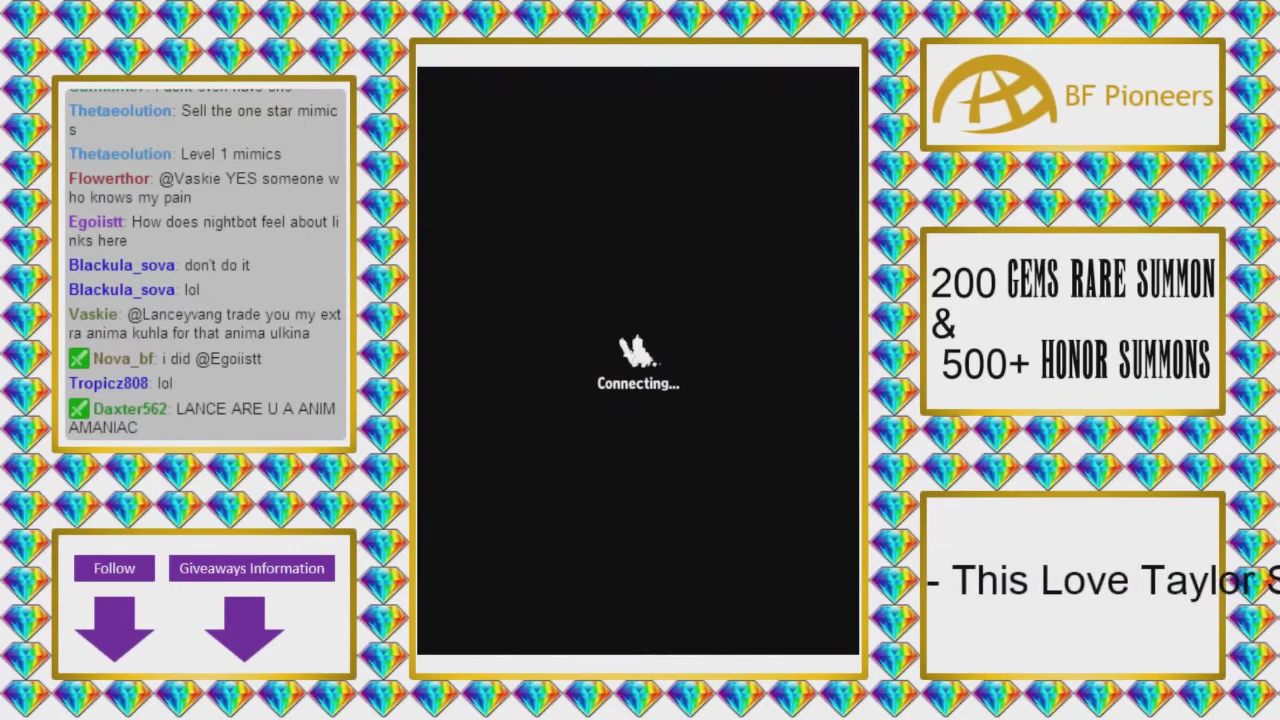 Thetaeolution: Sell the one star mimic
s
Thetaeolution: Level 1 mimics
Flowerthor: @Vaskie YES someone w
ho knows my pain
Egoiistt: How does nightbot feel about li
nks here
Blackula_sova: don't do it
Blackula_sova: lol
Vaskie: @Lanceyvang trade you my ext
ra anima kuhla for that anima ulkina
Nova_bf: i did @Egoiistt
Tropicz808: lol
Daxter562: LANCE ARE U A ANIM
AMANIAC
Follow
Giveaways Information
Connecting...
BF Pioneers
200 GEMS RARE SUMMON
&
500+ HONOR SUMMONS
- This Love Taylor S